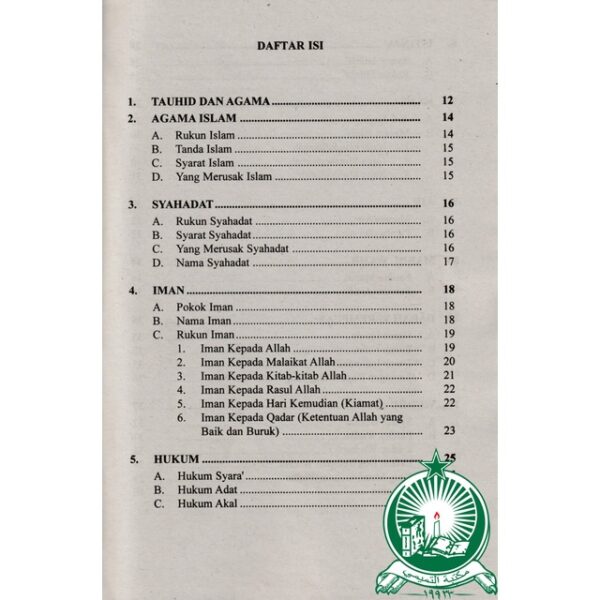 DAFTAR ISI
1. TAUHID DAN AGAMA ........ 12
2. AGAMA ISLAM ........ 14
A. Rukun Islam ........ 14
B. Tanda Islam ........ 15
C. Syarat Islam ........ 15
D. Yang Merusak Islam ........ 15
3. SYAHADAT ........ 16
A. Rukun Syahadat ........ 16
B. Syarat Syahadat ........ 16
C. Yang Merusak Syahadat ........ 16
D. Nama Syahadat ........ 17
4. IMAN ........ 18
A. Pokok Iman ........ 18
B. Nama Iman ........ 18
C. Rukun Iman ........ 19
1. Iman Kepada Allah ........ 19
2. Iman Kepada Malaikat Allah ........ 20
3. Iman Kepada Kitab-kitab Allah ........ 21
4. Iman Kepada Rasul Allah ........ 22
5. Iman Kepada Hari Kemudian (Kiamat) ........ 22
6. Iman Kepada Qadar (Ketentuan Allah yang
Baik dan Buruk) ........ 23
5. HUKUM ........ 25
A. Hukum Syara' ........
B. Hukum Adat ........
C. Hukum Akal ........